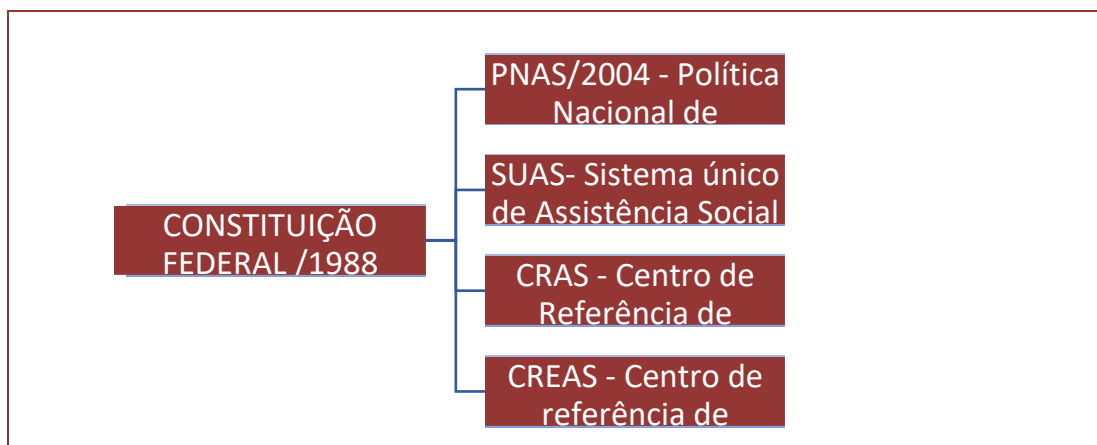 PNAS/2004 - Política
Nacional de
SUAS- Sistema único
de Assistência Social
CONSTITUIÇÃO
FEDERAL /1988
CRAS - Centro de
Referência de
CREAS - Centro de
referência de